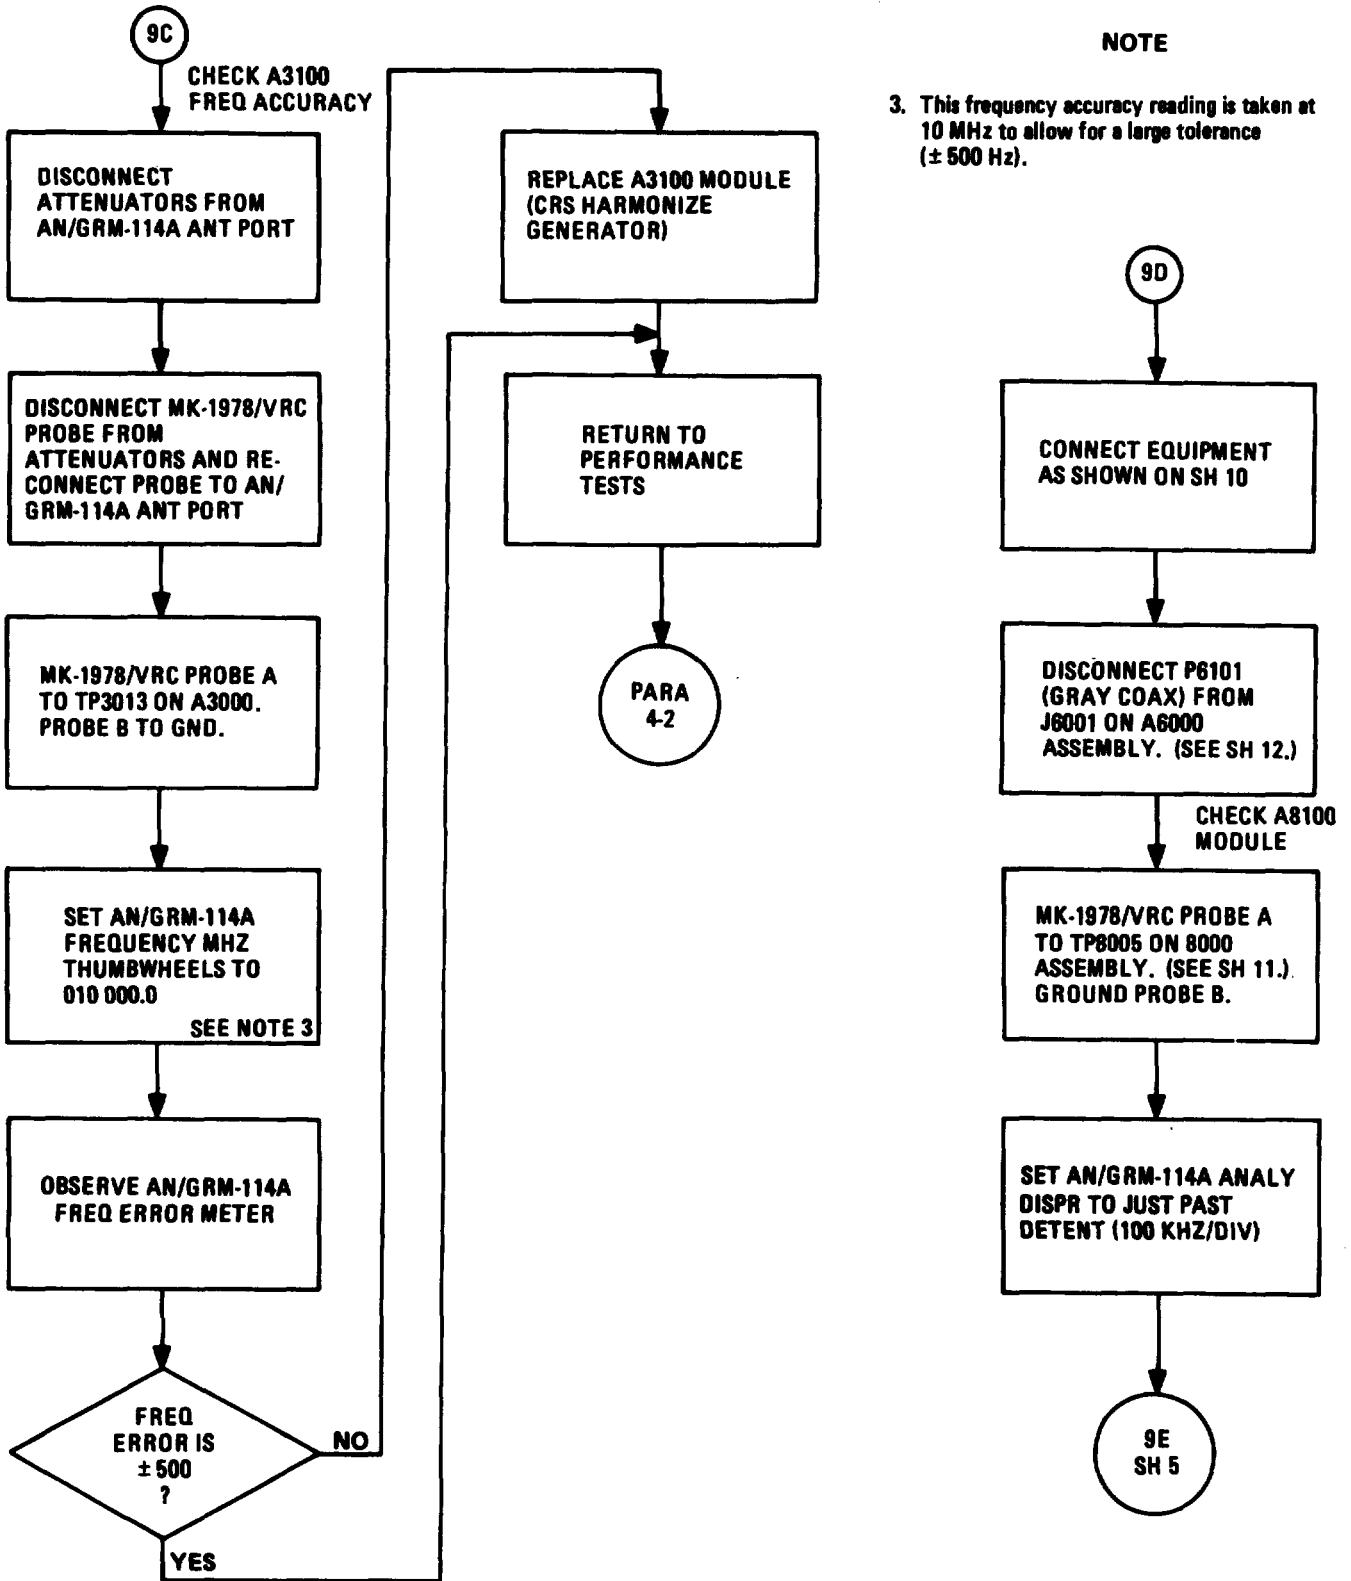 9C
CHECK A3100
FREQ ACCURACY
DISCONNECT
ATTENUATORS FROM
AN/GRM-114A ANT PORT
DISCONNECT MK-1978/VRC
PROBE FROM
ATTENUATORS AND RE-
CONNECT PROBE TO AN/
GRM-114A ANT PORT
MK-1978/VRC PROBE A
TO TP3013 ON A3000.
PROBE B TO GND.
SET AN/GRM-114A
FREQUENCY MHZ
THUMBWHEELS TO
010 000.0
SEE NOTE 3
OBSERVE AN/GRM-114A
FREQ ERROR METER
FREQ
ERROR IS
± 500
?
NO
YES
REPLACE A3100 MODULE
(CRS HARMONIZE
GENERATOR)
RETURN TO
PERFORMANCE
TESTS
PARA
4-2
NOTE
3. This frequency accuracy reading is taken at
10 MHz to allow for a large tolerance
(± 500 Hz).
9D
CONNECT EQUIPMENT
AS SHOWN ON SH 10
DISCONNECT P6101
(GRAY COAX) FROM
J6001 ON A6000
ASSEMBLY. (SEE SH 12.)
CHECK A8100
MODULE
MK-1978/VRC PROBE A
TO TP8005 ON 8000
ASSEMBLY. (SEE SH 11.)
GROUND PROBE B.
SET AN/GRM-114A ANALY
DISPR TO JUST PAST
DETENT (100 KHZ/DIV)
9E
SH 5